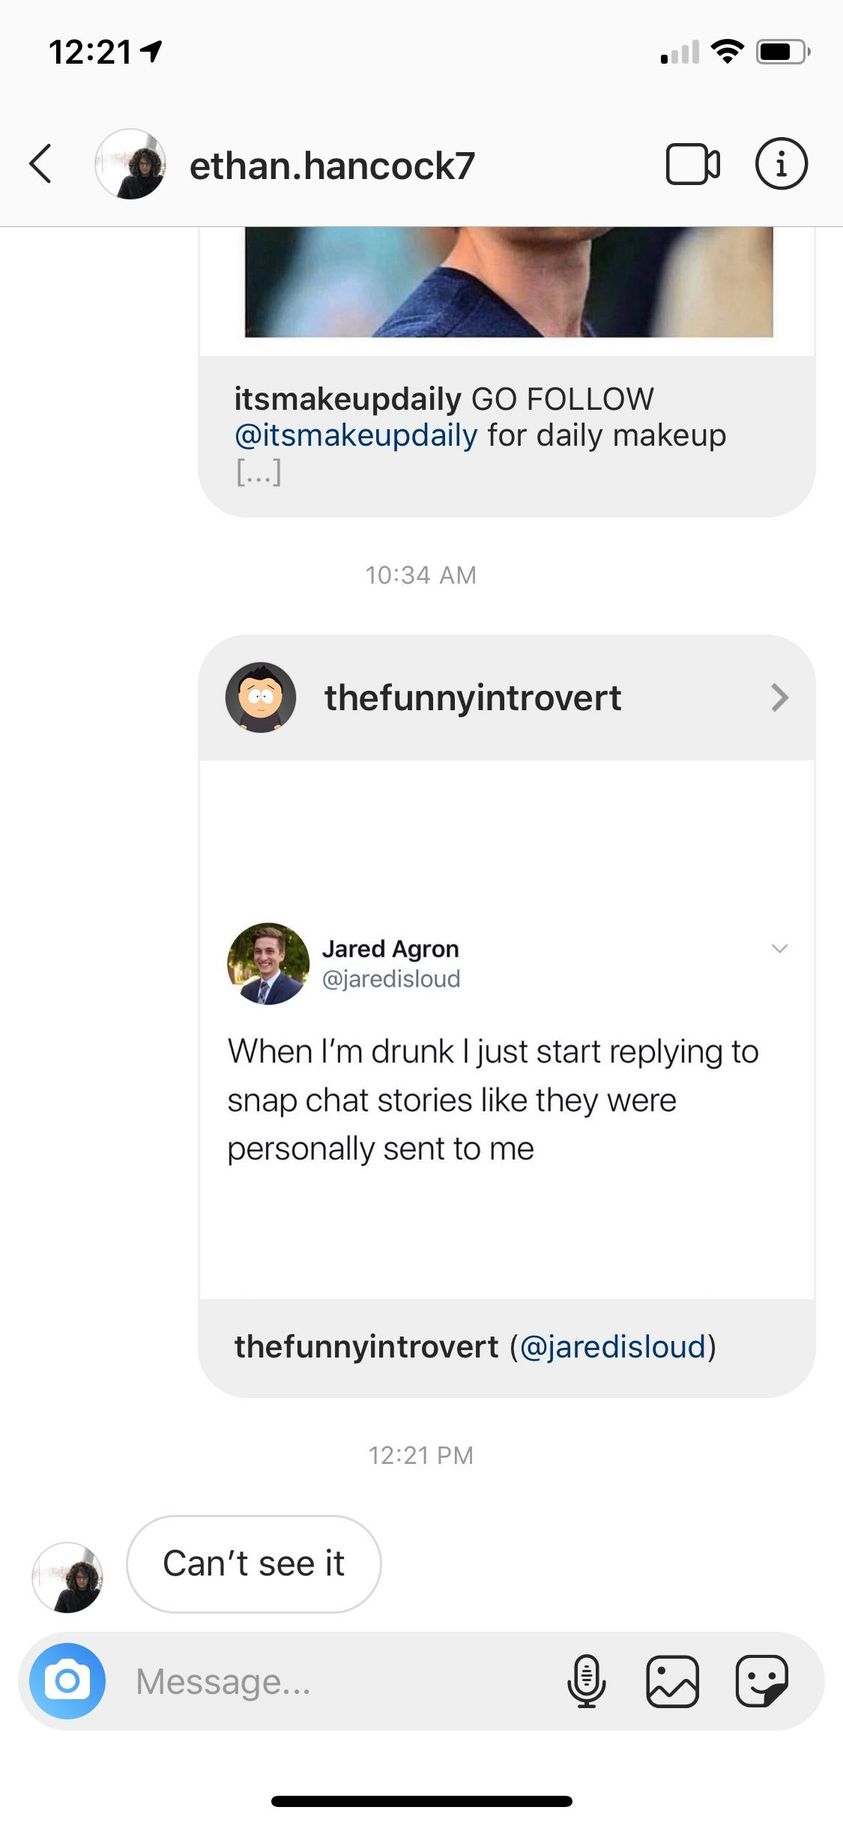 12:21
ethan.hancock7
itsmakeupdaily GO FOLLOW
@itsmakeupdaily for daily makeup
[...]
10:34 AM
thefunnyintrovert
Jared Agron
@jaredisloud
When I’m drunk I just start replying to
snap chat stories like they were
personally sent to me
thefunnyintrovert (@jaredisloud)
12:21 PM
Can’t see it
Message...